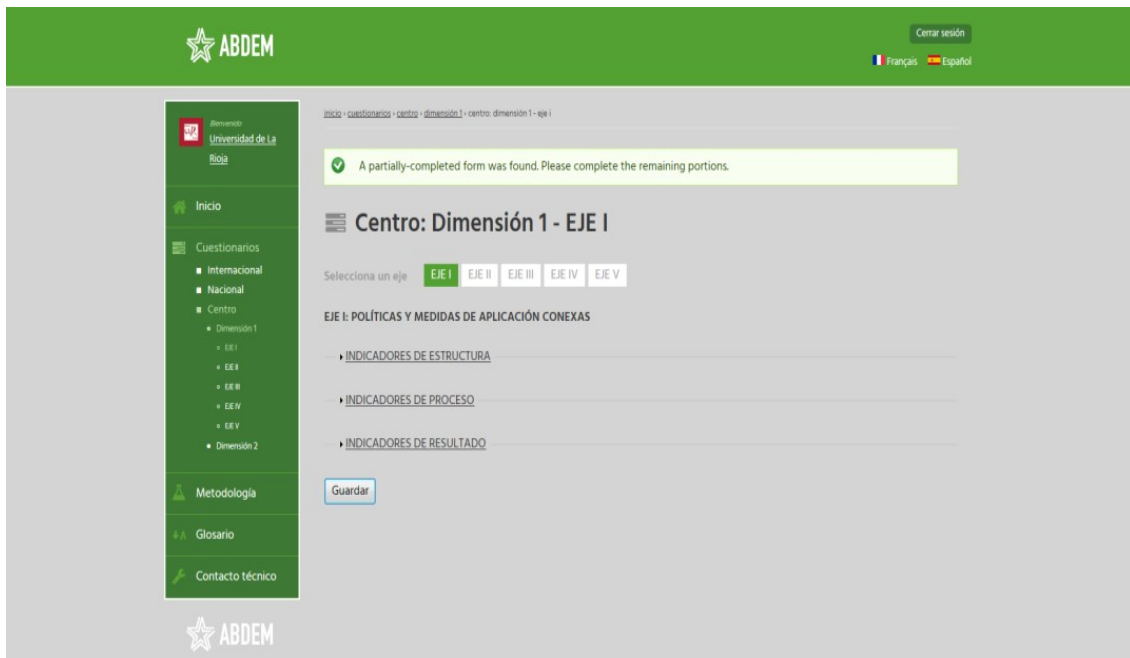 ABDEM
Cerrar sesión
Français Español
Bienvenido
Universidad de La
Rioja
Inicio
Cuestionarios
Internacional
Nacional
Centro
Dimensión 1
EJE I
EJE II
EJE III
EJE IV
EJE V
Dimensión 2
Metodología
Glosario
Contacto técnico
ABDEM
inicio › cuestionarios › centro › dimensión 1 › centro: dimensión 1 - eje i
A partially-completed form was found. Please complete the remaining portions.
Centro: Dimensión 1 - EJE I
Selecciona un eje EJE I EJE II EJE III EJE IV EJE V
EJE I: POLÍTICAS Y MEDIDAS DE APLICACIÓN CONEXAS
INDICADORES DE ESTRUCTURA
INDICADORES DE PROCESO
INDICADORES DE RESULTADO
Guardar